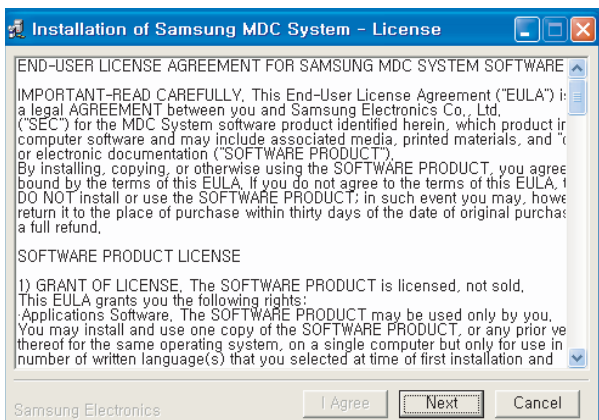 Installation of Samsung MDC System - License
END-USER LICENSE AGREEMENT FOR SAMSUNG MDC SYSTEM SOFTWARE
IMPORTANT-READ CAREFULLY, This End-User License Agreement ("EULA") is
a legal AGREEMENT between you and Samsung Electronics Co., Ltd,
("SEC") for the MDC System software product identified herein, which product
computer software and may include associated media, printed materials, and
or electronic documentation ("SOFTWARE PRODUCT"),
By installing, copying, or otherwise using the SOFTWARE PRODUCT, you agree
bound by the terms of this EULA, If you do not agree to the terms of this EULA,
DO NOT install or use the SOFTWARE PRODUCT; in such event you may,
return it to the place of purchase within thirty days of the date of original
a full refund,
SOFTWARE PRODUCT LICENSE
1) GRANT OF LICENSE, The SOFTWARE PRODUCT is licensed, not sold,
This EULA grants you the following rights:
·Applications Software, The SOFTWARE PRODUCT may be used only by you,
You may install and use one copy of the SOFTWARE PRODUCT, or any prior
thereof for the same operating system, on a single computer but only for use in
number of written language(s) that you selected at time of first installation and
Samsung Electronics
I Agree
Next
Cancel